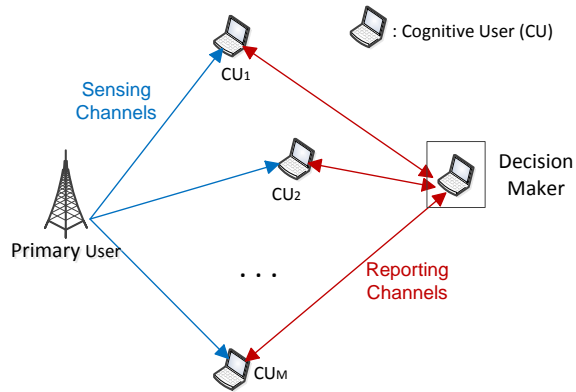 : Cognitive User (CU)
CU1
Sensing
Channels
CU2
Decision
Maker
Primary User
. . .
Reporting
Channels
CUM